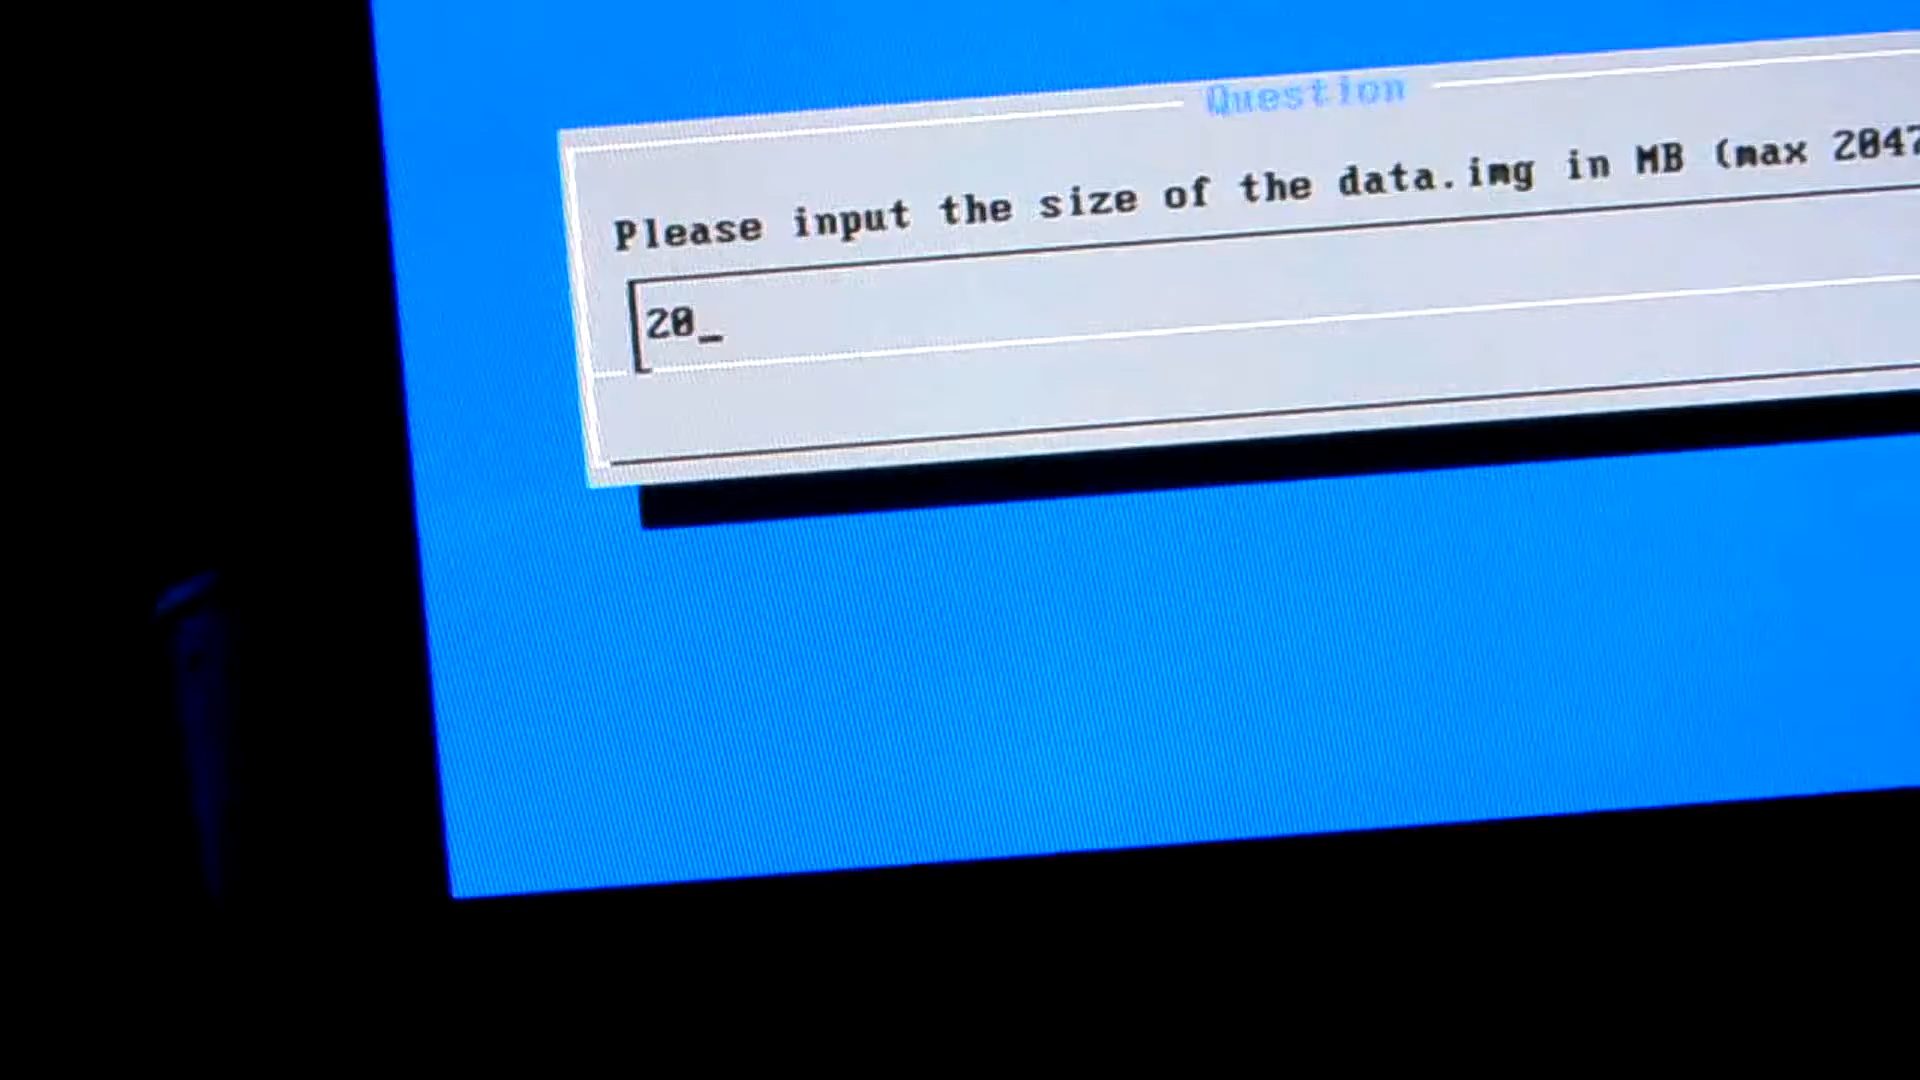 Question
Please input the size of the data.img in MB (max 2047
20_